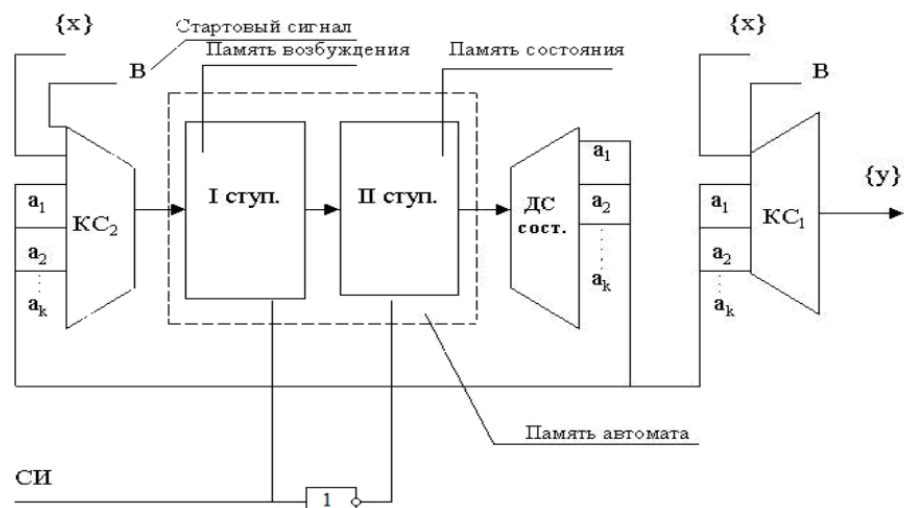 {x}
Стартовый сигнал
{x}
В
Память возбуждения
Память состояния
В
I ступ.
II ступ.
a1
a2
{y}
a1
КС2
ДС
сост.
a1
КС1
a2
a2
ak
ak
ak
Память автомата
СИ
1